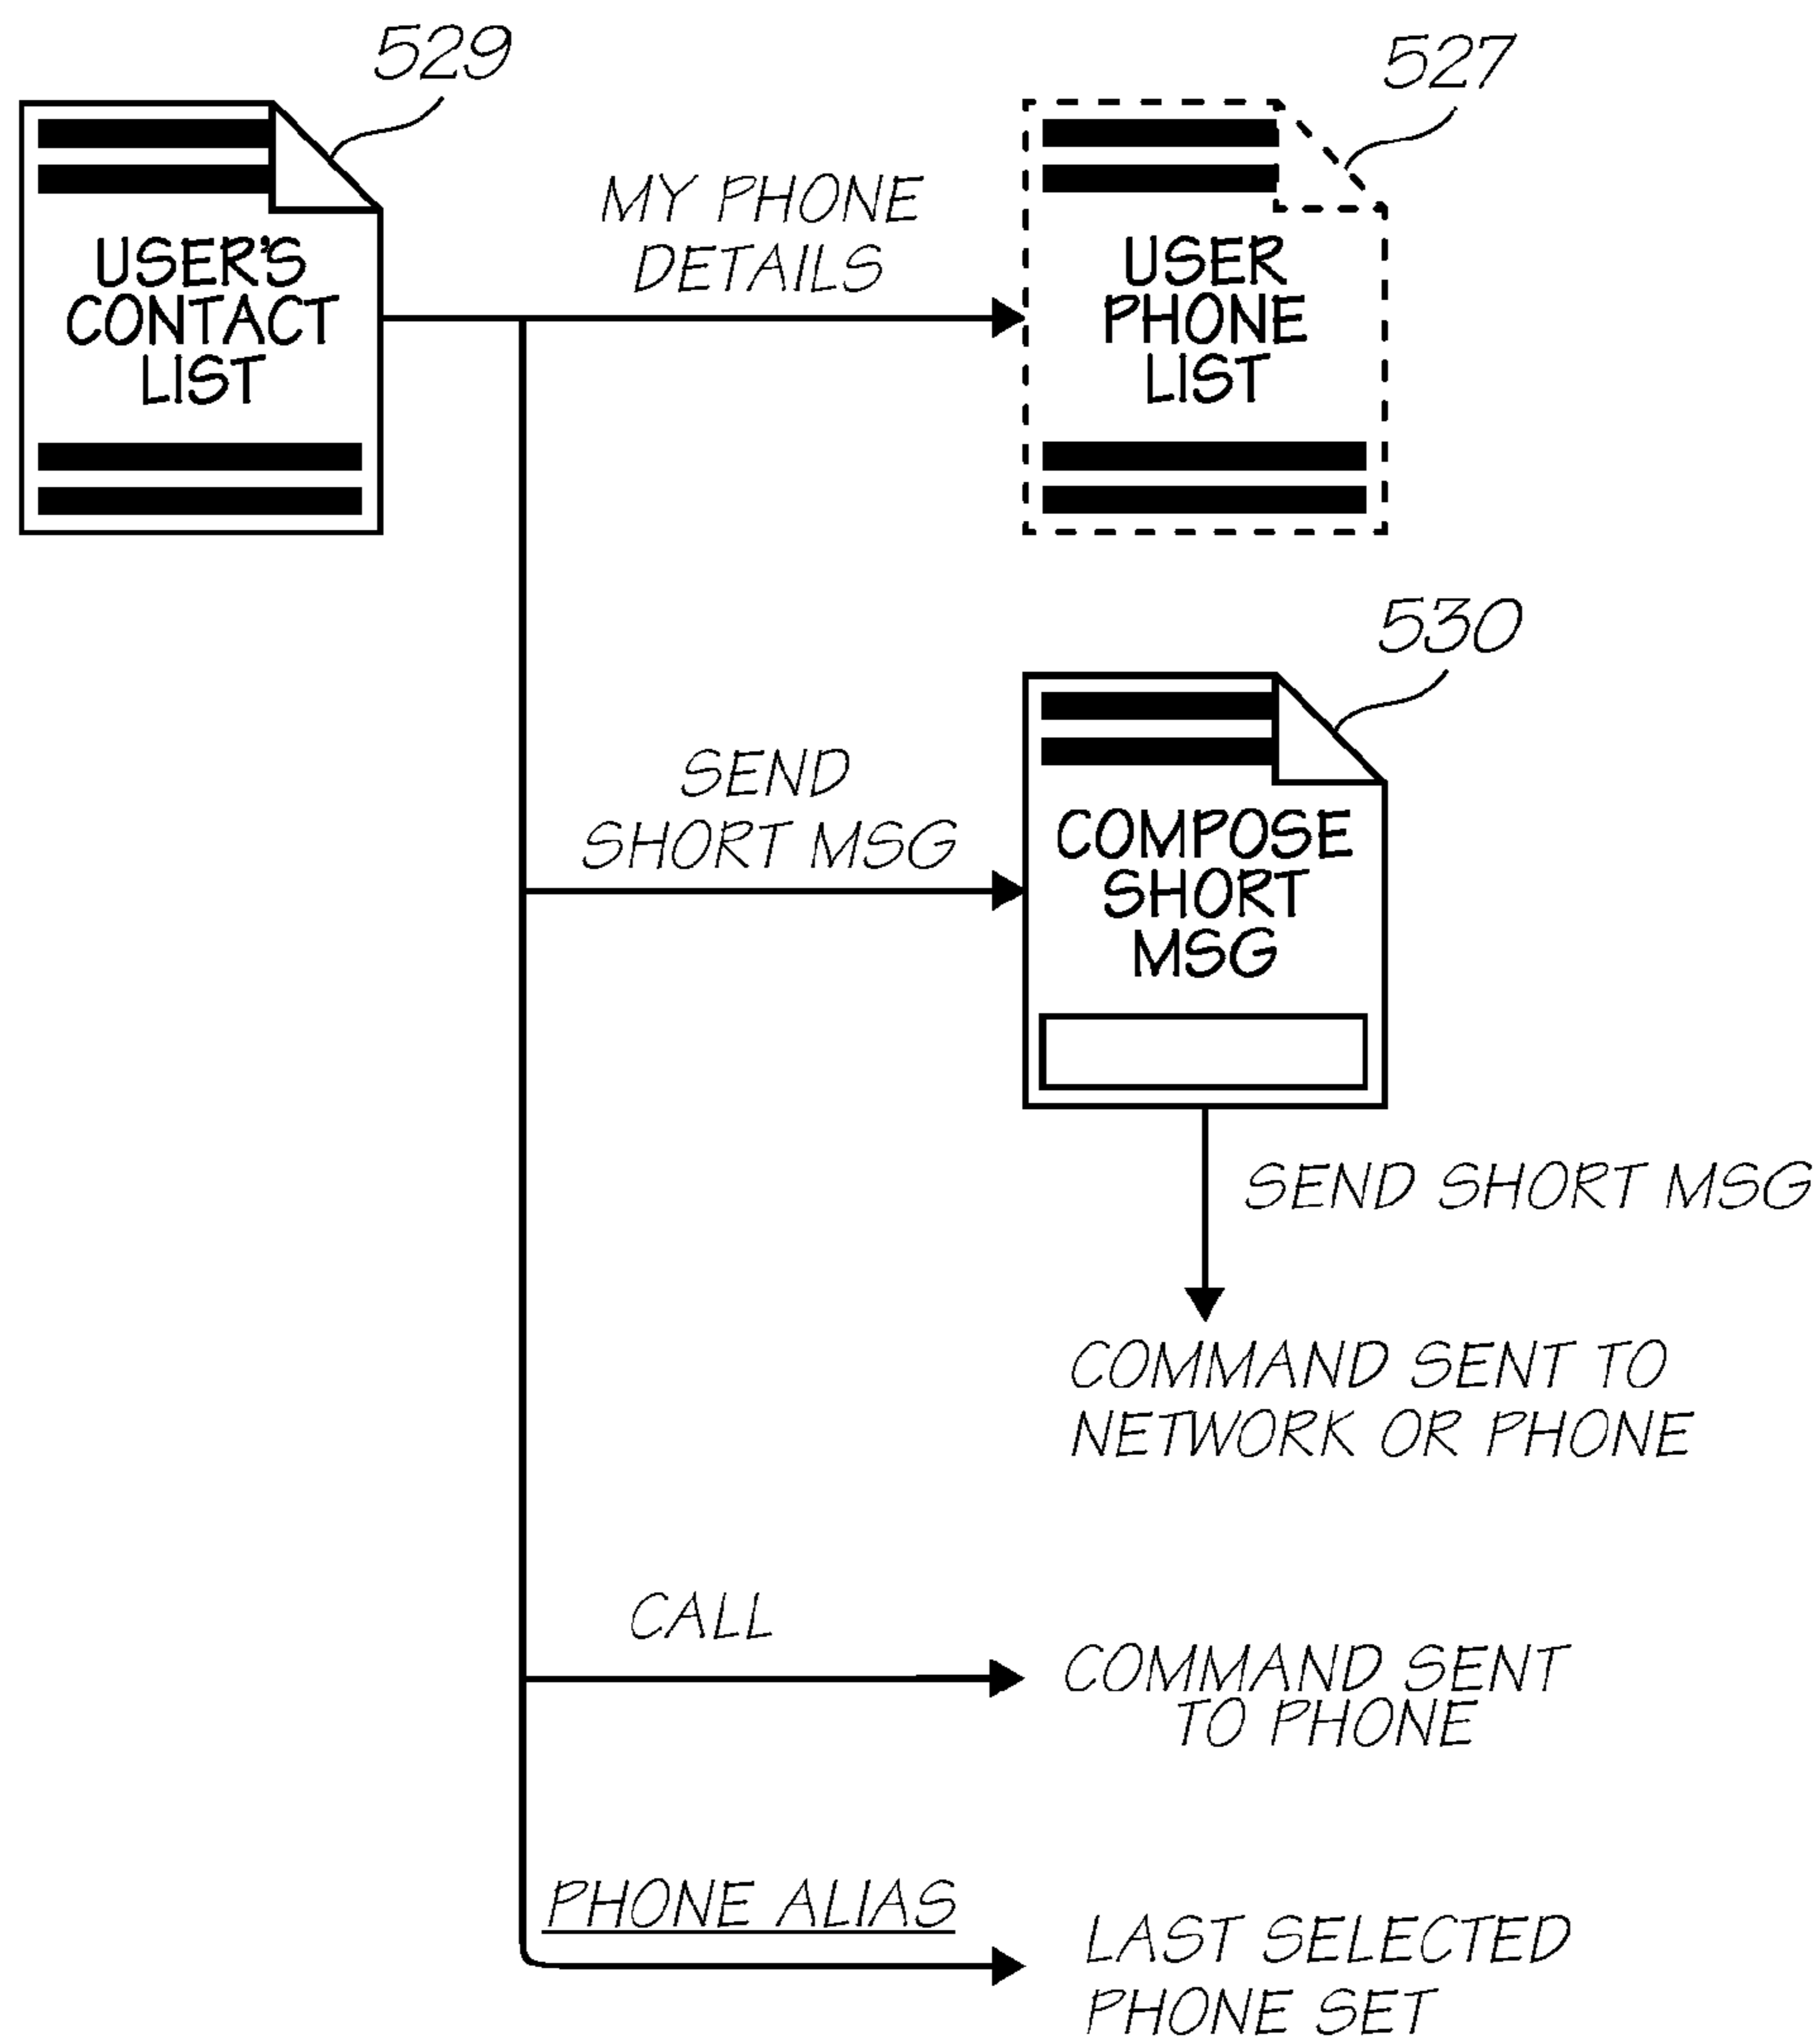 529
527
MY PHONE
DETAILS
USER'S
CONTACT
LIST
USER
PHONE
LIST
530
SEND
SHORT MSG
COMPOSE
SHORT
MSG
SEND SHORT MSG
COMMAND SENT TO
NETWORK OR PHONE
CALL
COMMAND SENT
TO PHONE
PHONE ALIAS
LAST SELECTED
PHONE SET